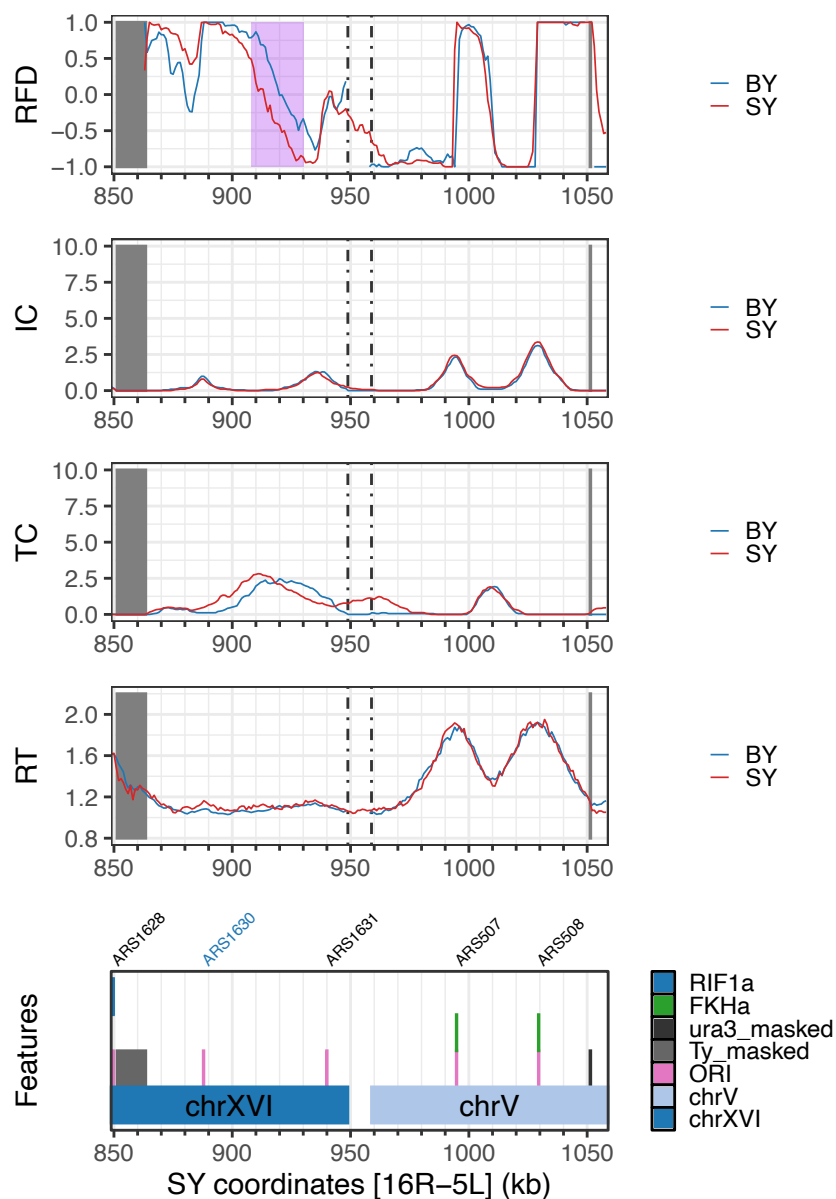 RFD
1.0
0.5
0.0
−0.5
−1.0
850
900
950
1000
1050
BY
SY
IC
10.0
7.5
5.0
2.5
0.0
850
900
950
1000
1050
BY
SY
TC
10.0
7.5
5.0
2.5
0.0
850
900
950
1000
1050
BY
SY
RT
2.0
1.6
1.2
0.8
850
900
950
1000
1050
BY
SY
ARS1628
ARS1630
ARS1631
ARS507
ARS508
Features
chrXVI
chrV
850
900
950
1000
1050
SY coordinates [16R−5L] (kb)
RIF1a
FKHa
ura3_masked
Ty_masked
ORI
chrV
chrXVI